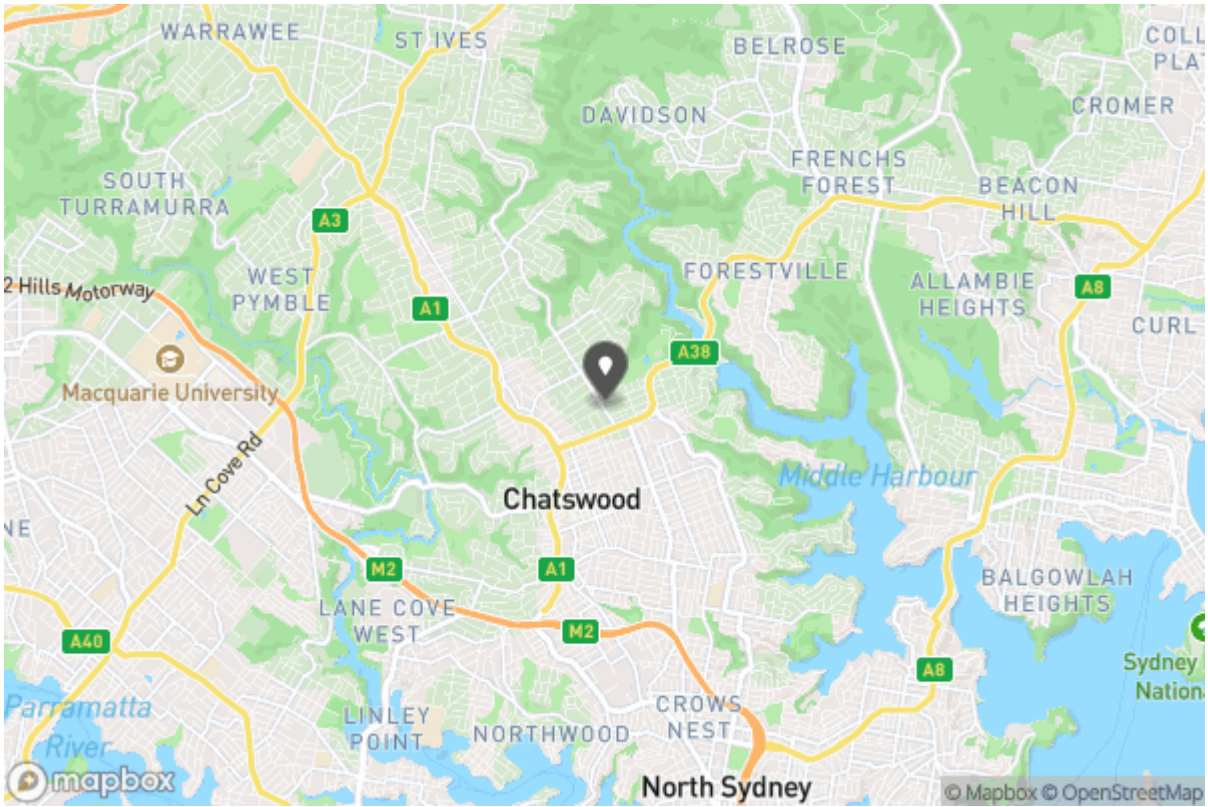 WARRAWEE
ST IVES
BELROSE
COLL
PLAT
CROMER
DAVIDSON
FRENCHS
FOREST
SOUTH
TURRAMURRA
BEACON
HILL
A3
WEST
PYMBLE
FORESTVILLE
ALLAMBIE
HEIGHTS
2 Hills Motorway
A1
A8
CURL
A38
Macquarie University
Ln Cove Rd
Middle Harbour
Chatswood
NE
M2
A1
BALGOWLAH
HEIGHTS
LANE COVE
WEST
M2
A40
A8
Sydney
Nationa
Parramatta
River
LINLEY
POINT
NORTHWOOD
CROWS
NEST
North Sydney
mapbox
© Mapbox © OpenStreetMap